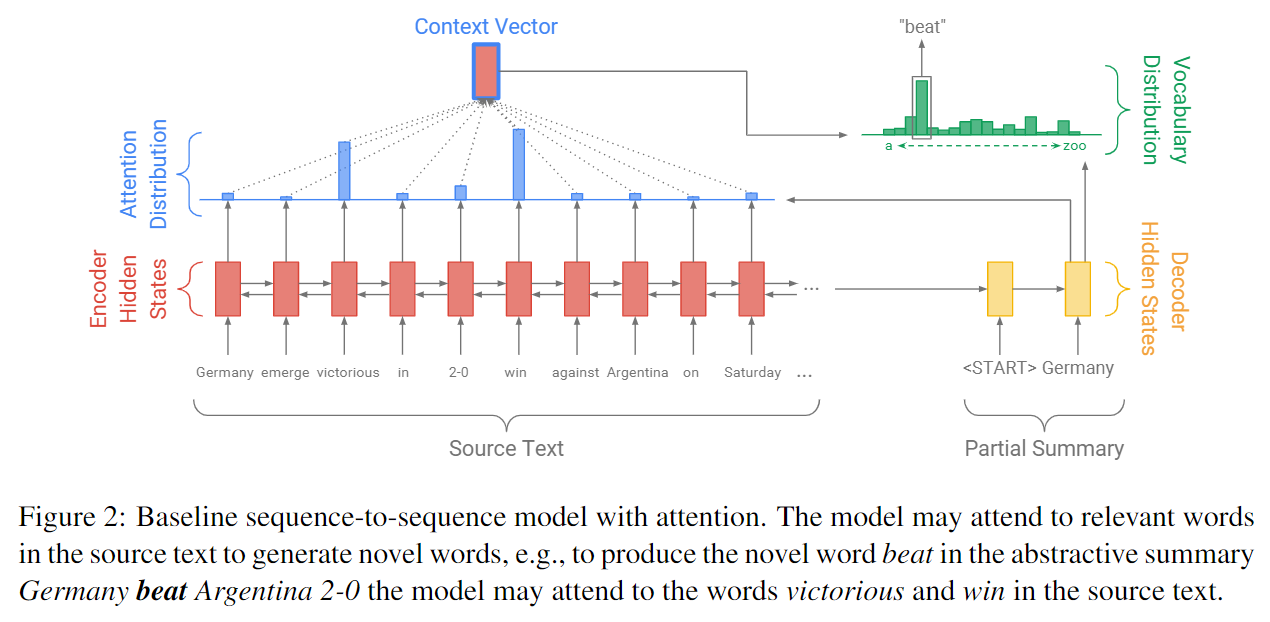 Context Vector
"beat"
Attention
Distribution
a
zoo
Vocabulary
Distribution
Encoder
Hidden
States
...
Decoder
Hidden States
Germany emerge victorious in 2-0 win against Argentina on Saturday ...
<START> Germany
Source Text
Partial Summary
Figure 2: Baseline sequence-to-sequence model with attention. The model may attend to relevant words
in the source text to generate novel words, e.g., to produce the novel word beat in the abstractive summary
Germany beat Argentina 2-0 the model may attend to the words victorious and win in the source text.